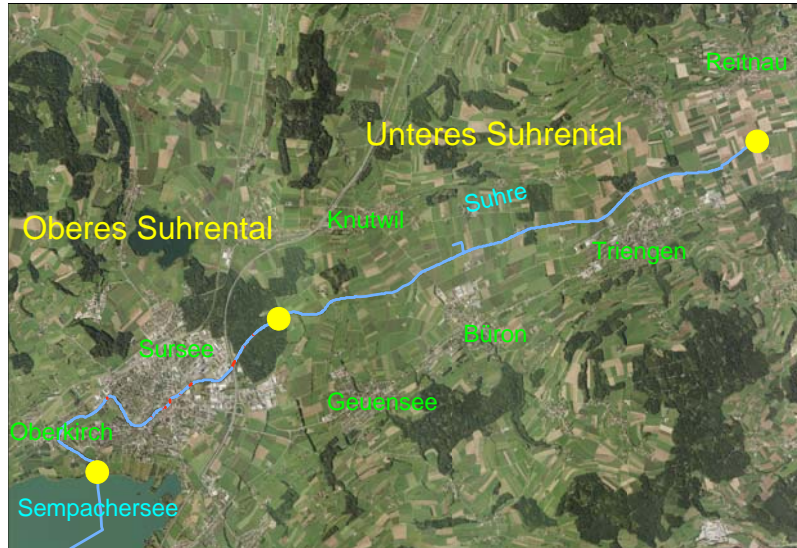 Reitnau
Unteres Suhrental
Suhre
Knutwil
Oberes Suhrental
Triengen
Büron
Sursee
Geuensee
Oberkirch
Sempachersee